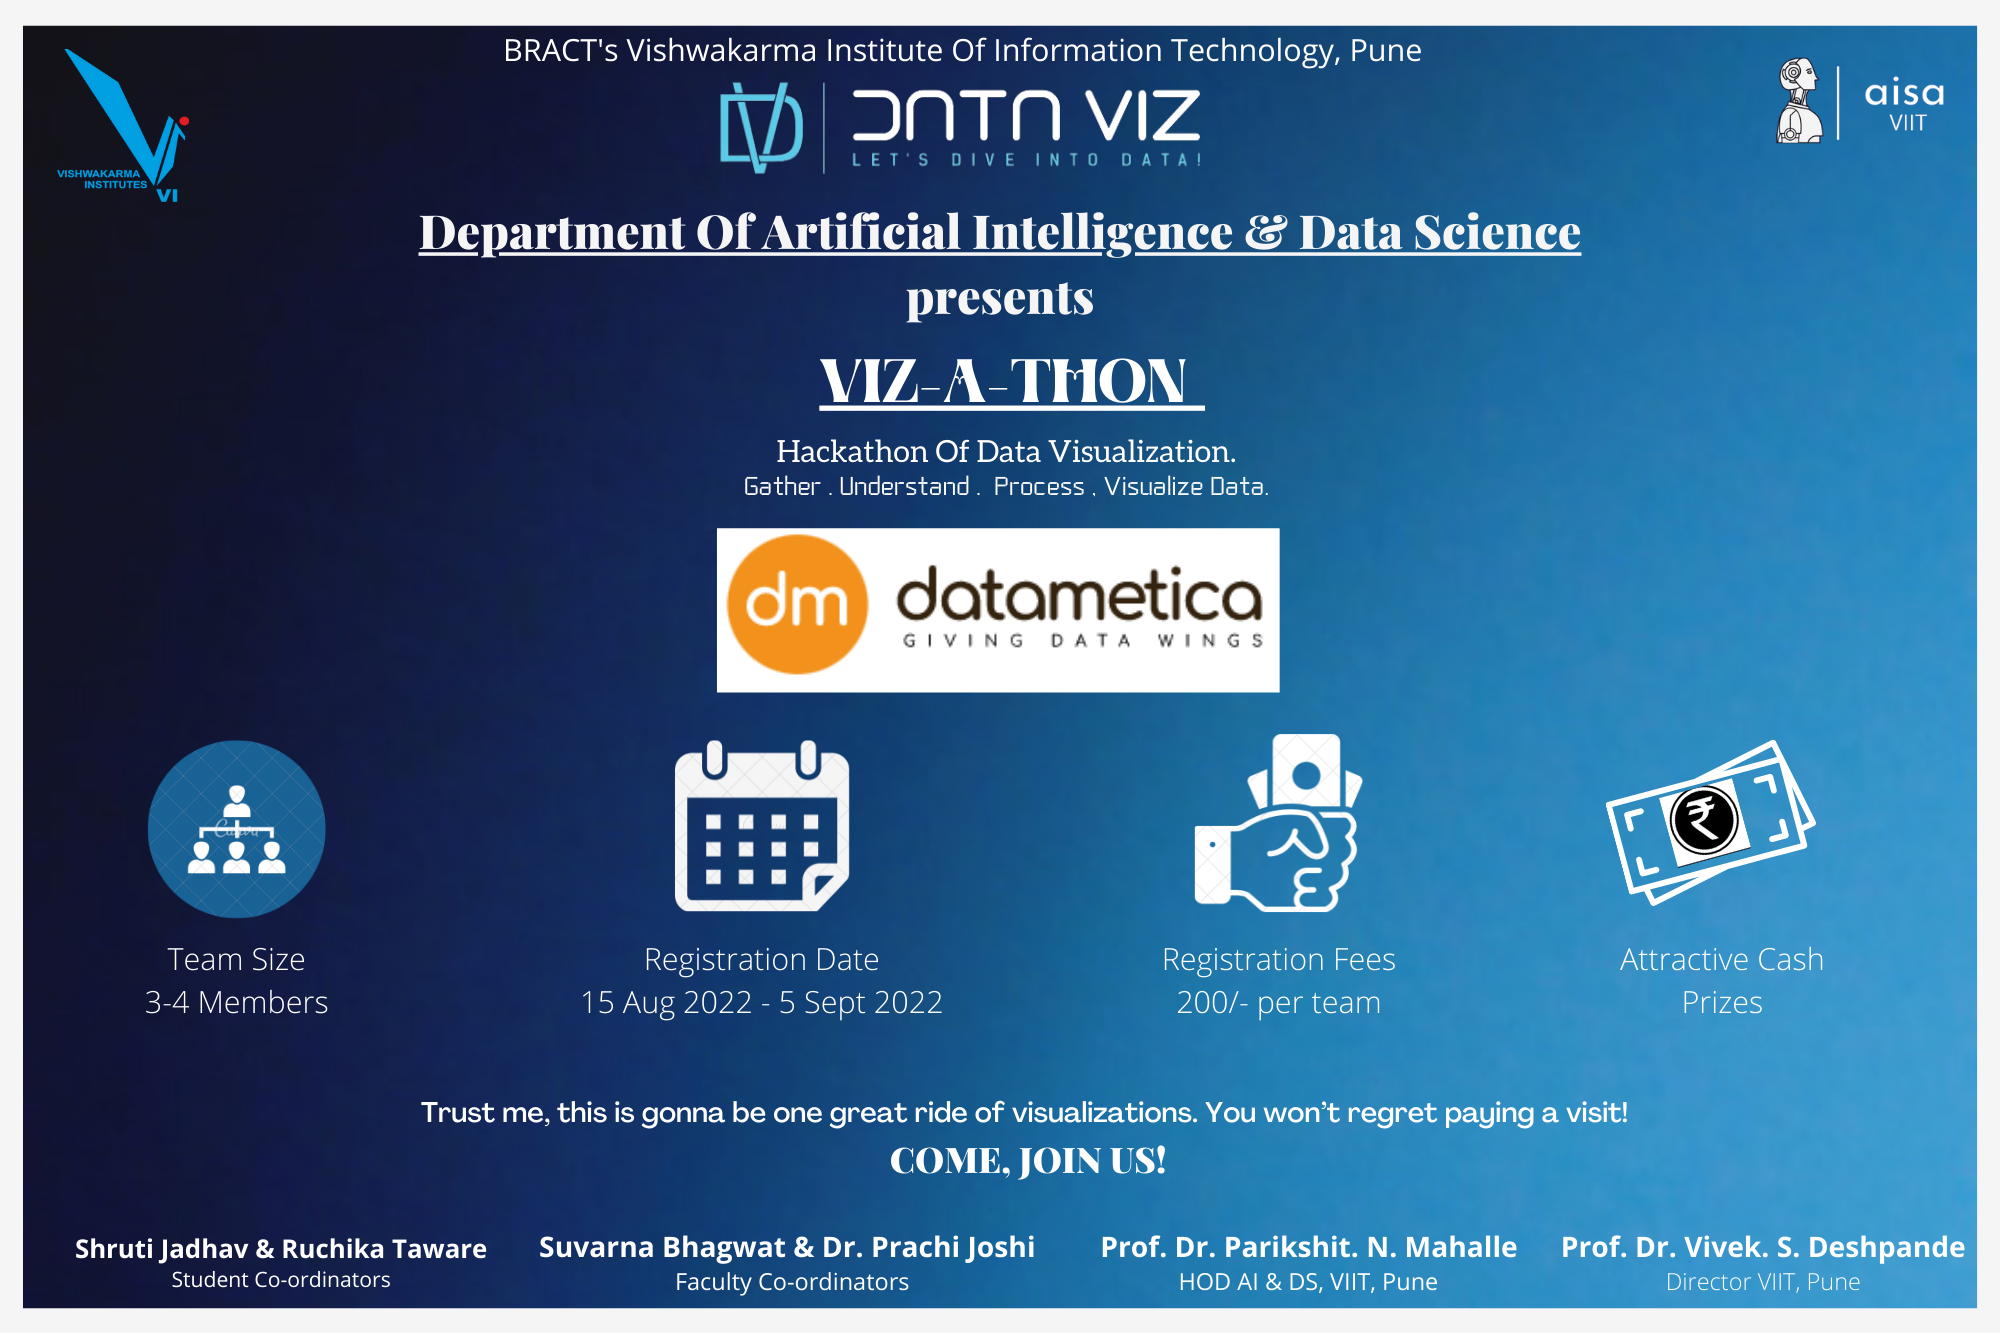 BRACT's Vishwakarma Institute Of Information Technology, Pune
VISHWAKARMA
INSTITUTES
VI
DV
DATA VIZ
LET'S DIVE INTO DATA!
aisa
VIIT
Department Of Artificial Intelligence & Data Science
presents
VIZ-A-THON
Hackathon Of Data Visualization.
Gather . Understand . Process , Visualize Data.
dm
datametica
GIVING DATA WINGS
Canva
₹
Team Size
3-4 Members
Registration Date
15 Aug 2022 - 5 Sept 2022
Registration Fees
200/- per team
Attractive Cash
Prizes
Trust me, this is gonna be one great ride of visualizations. You won’t regret paying a visit!
COME, JOIN US!
Shruti Jadhav & Ruchika Taware
Student Co-ordinators
Suvarna Bhagwat & Dr. Prachi Joshi
Faculty Co-ordinators
Prof. Dr. Parikshit. N. Mahalle
HOD AI & DS, VIIT, Pune
Prof. Dr. Vivek. S. Deshpande
Director VIIT, Pune